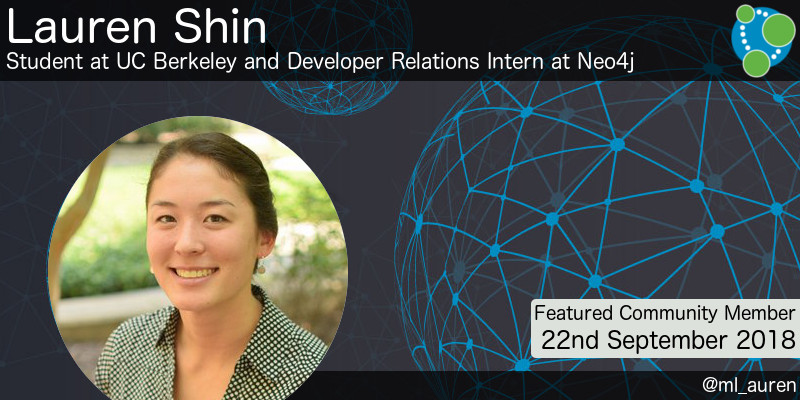 Lauren Shin
Student at UC Berkeley and Developer Relations Intern at Neo4j
Featured Community Member
22nd September 2018
@ml_auren